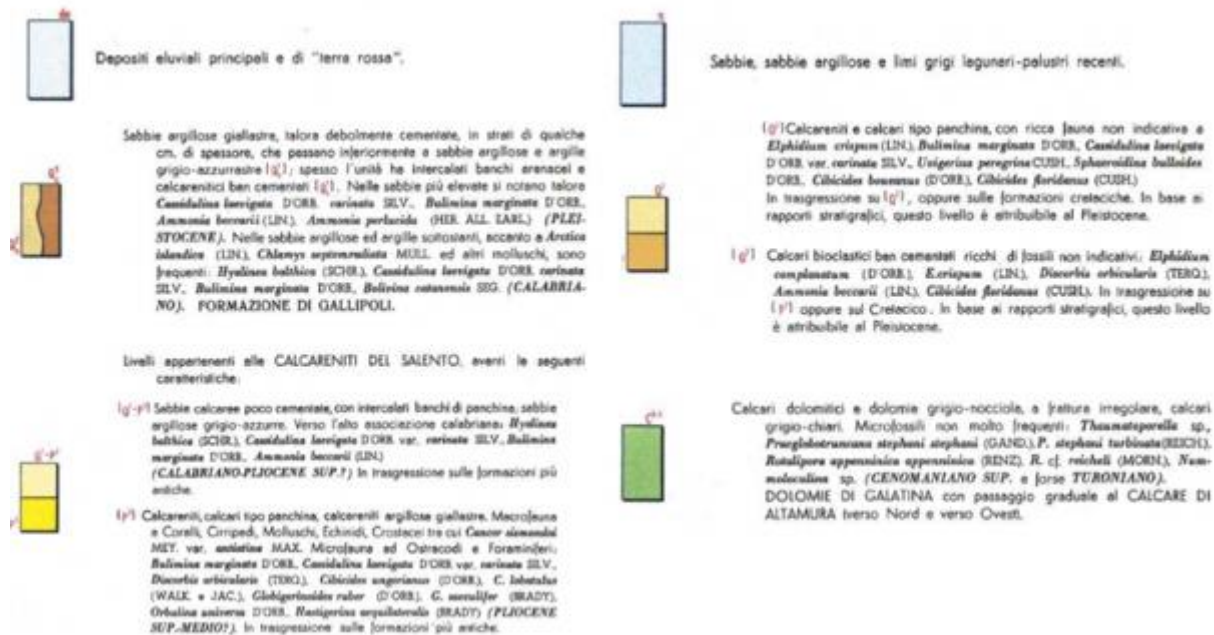 Depositi eluviali principali e di "terra rossa".
Sabbie argillose giallastre, talora debolmente cementate, in strati di qualche
cm. di spessore, che passano inferiormente a sabbie argillose e argille
grigio-azzurrastre [q¹]; spesso l'unità ha intercalati banchi arenacei e
calcarenitici ben cementati [q¹]. Nelle sabbie più elevate si notano talora
Cassidulina laevigata D'ORB. carinata SILV., Bulimina marginata D'ORB.,
Ammonia beccarii (LIN.), Ammonia perlucida (HER. ALL. EARL.) (PLEI-
STOCENE). Nelle sabbie argillose ed argille sottostanti, accanto a Arctica
islandica (LIN.), Chlamys septemradiata MULL. ed altri molluschi, sono
frequenti: Hyalinea balthica (SCHR.), Cassidulina laevigata D'ORB. carinata
SILV., Bulimina marginata D'ORB., Bolivina catanensis SEG. (CALABRIA-
NO). FORMAZIONE DI GALLIPOLI.
Livelli appartenenti alle CALCARENITI DEL SALENTO, aventi le seguenti
caratteristiche:
Sabbie calcaree poco cementate, con intercalati banchi di panchina, sabbie
argillose grigio-azzurre. Verso l'alto associazione calabriana: Hyalinea
balthica (SCHR.), Cassidulina laevigata D'ORB. var. carinata SILV., Bulimina
marginata D'ORB., Ammonia beccarii (LIN.)
(CALABRIANO-PLIOCENE SUP.?) In trasgressione sulle formazioni più
antiche.
Calcareniti, calcari tipo panchina, calcareniti argillose giallastre. Macrofauna
a Coralli, Cirripedi, Molluschi, Echinidi, Crostacei tra cui Cancer sismondai
MEY. var. antiatina MAX. Microfauna ad Ostracodi e Foraminiferi:
Bulimina marginata D'ORB., Cassidulina laevigata D'ORB. var. carinata SILV.,
Discorbis orbicularis (TERQ.), Cibicides ungerianus (D'ORB.), C. lobatulus
(WALK. e JAC.), Globigerinoides ruber (D'ORB.), G. sacculifer (BRADY),
Orbulina universa D'ORB., Hastigerina aequilateralis (BRADY) (PLIOCENE
SUP.-MEDIO?). In trasgressione sulle formazioni più antiche.
Sabbie, sabbie argillose e limi grigi lagunari-palustri recenti.
Calcareniti e calcari tipo panchina, con ricca fauna non indicativa a
Elphidium crispum (LIN.), Bulimina marginata D'ORB., Cassidulina laevigata
D'ORB. var. carinata SILV., Uvigerina peregrina CUSH., Sphaeroidina bulloides
D'ORB., Cibicides boueanus (D'ORB.), Cibicides floridanus (CUSH.)
In trasgressione su, oppure sulle formazioni cretaciche. In base ai
rapporti stratigrafici, questo livello è attribuibile al Pleistocene.
Calcari bioclastici ben cementati ricchi di fossili non indicativi: Elphidium
complanatum (D'ORB.), E. crispum (LIN.), Discorbis orbicularis (TERQ.),
Ammonia beccarii (LIN.), Cibicides floridanus (CUSH.). In trasgressione su
oppure sul Cretacico. In base ai rapporti stratigrafici, questo livello
è attribuibile al Pleistocene.
Calcari dolomitici e dolomie grigio-nocciola, a frattura irregolare, calcari
grigio-chiari. Microfossili non molto frequenti: Thaumatoporella sp.,
Praeglobotruncana stephani stephani (GAND.), P. stephani turbinata (REICH.),
Rotalipora appenninica appenninica (RENZ), R. cf. reicheli (MORN.), Num-
moloculina sp. (CENOMANIANO SUP. e forse TURONIANO).
DOLOMIE DI GALATINA con passaggio graduale al CALCARE DI
ALTAMURA (verso Nord e verso Ovest).